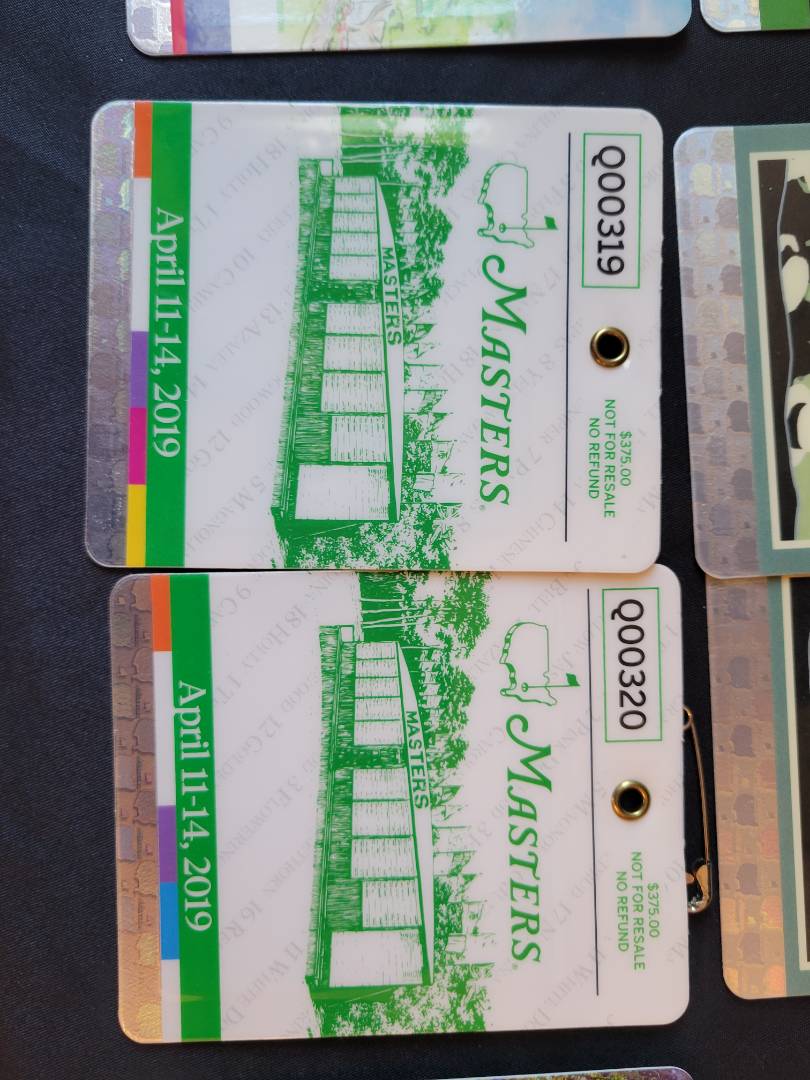 Q00319
$375.00
NOT FOR RESALE
NO REFUND
MASTERS®
MASTERS
April 11-14, 2019
Q00320
$375.00
NOT FOR RESALE
NO REFUND
MASTERS®
MASTERS
April 11-14, 2019